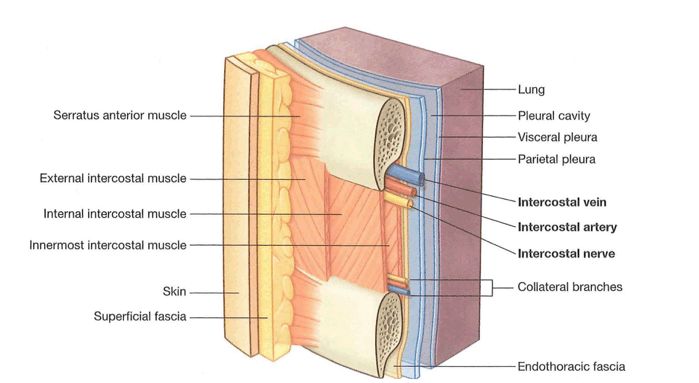 Serratus anterior muscle
External intercostal muscle
Internal intercostal muscle
Innermost intercostal muscle
Skin
Superficial fascia
Lung
Pleural cavity
Visceral pleura
Parietal pleura
Intercostal vein
Intercostal artery
Intercostal nerve
Collateral branches
Endothoracic fascia